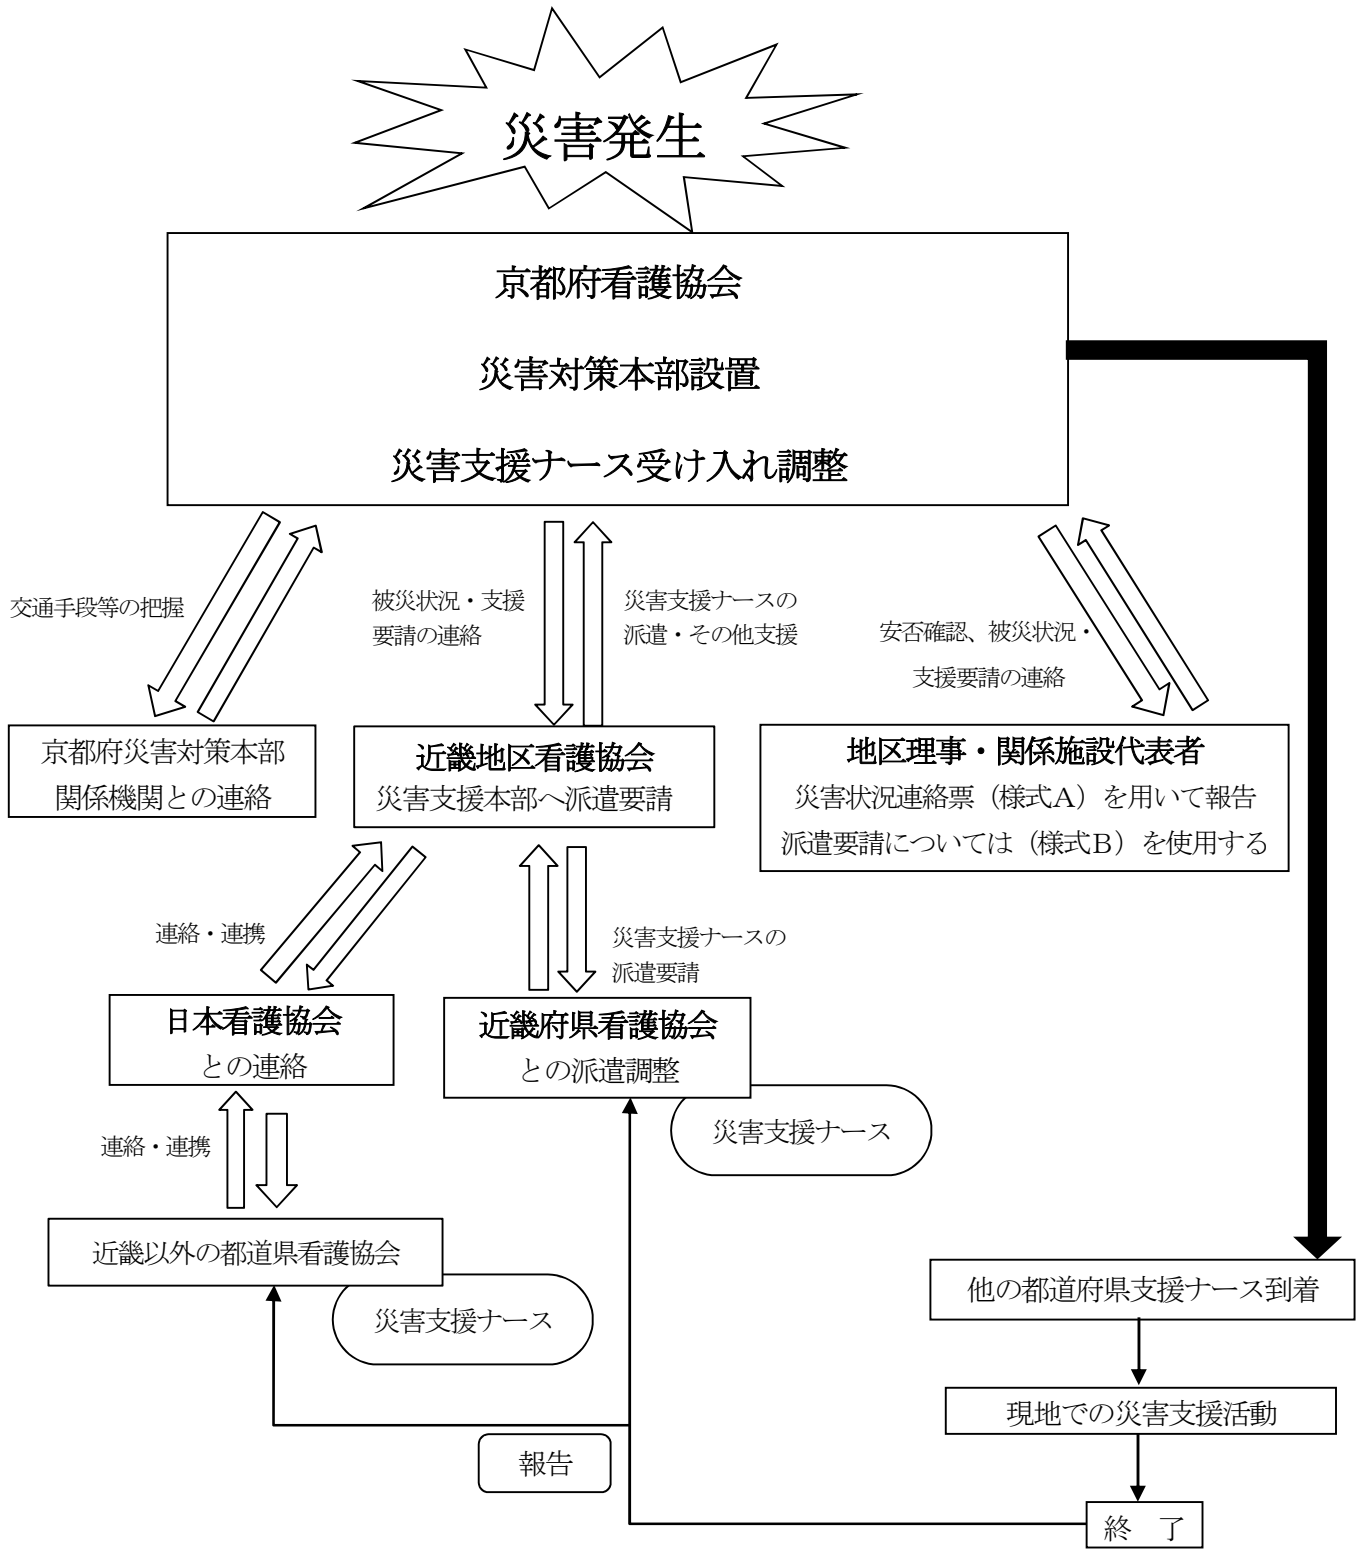 災害発生
京都府看護協会
災害対策本部設置
災害支援ナース受け入れ調整
交通手段等の把握
被災状況・支援
要請の連絡
災害支援ナースの
派遣・その他支援
安否確認、被災状況・
支援要請の連絡
京都府災害対策本部
関係機関との連絡
近畿地区看護協会
災害支援本部へ派遣要請
地区理事・関係施設代表者
災害状況連絡票（様式A）を用いて報告
派遣要請については（様式B）を使用する
連絡・連携
災害支援ナースの
派遣要請
日本看護協会
との連絡
近畿府県看護協会
との派遣調整
災害支援ナース
連絡・連携
近畿以外の都道県看護協会
災害支援ナース
他の都道府県支援ナース到着
現地での災害支援活動
報告
終　了